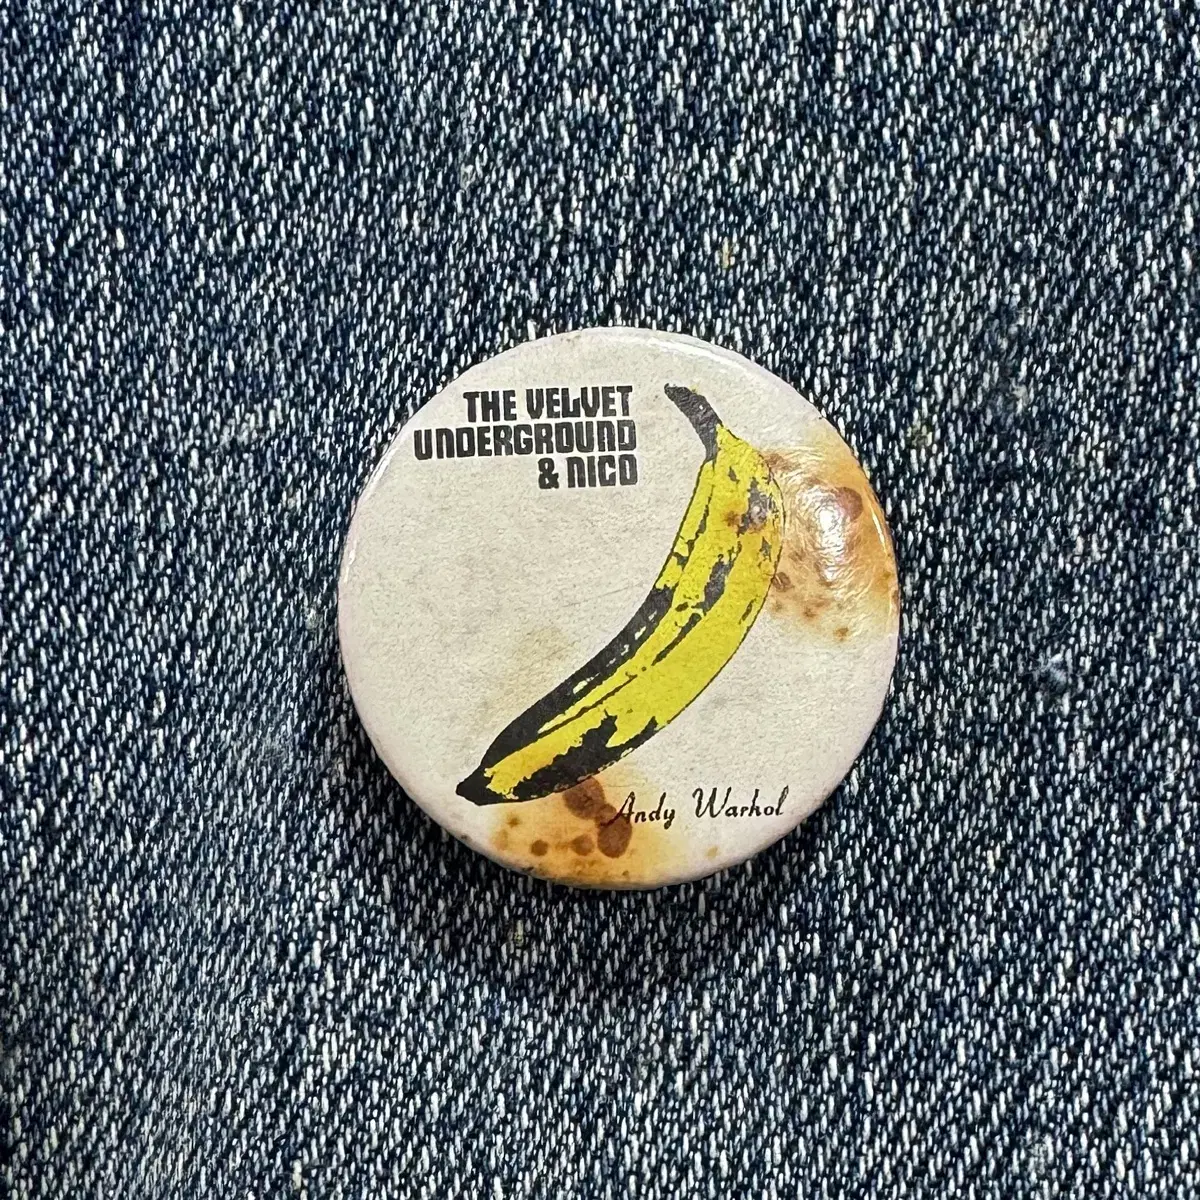 THE VELVET
UNDERGROUND
& NICO
Andy Warhol